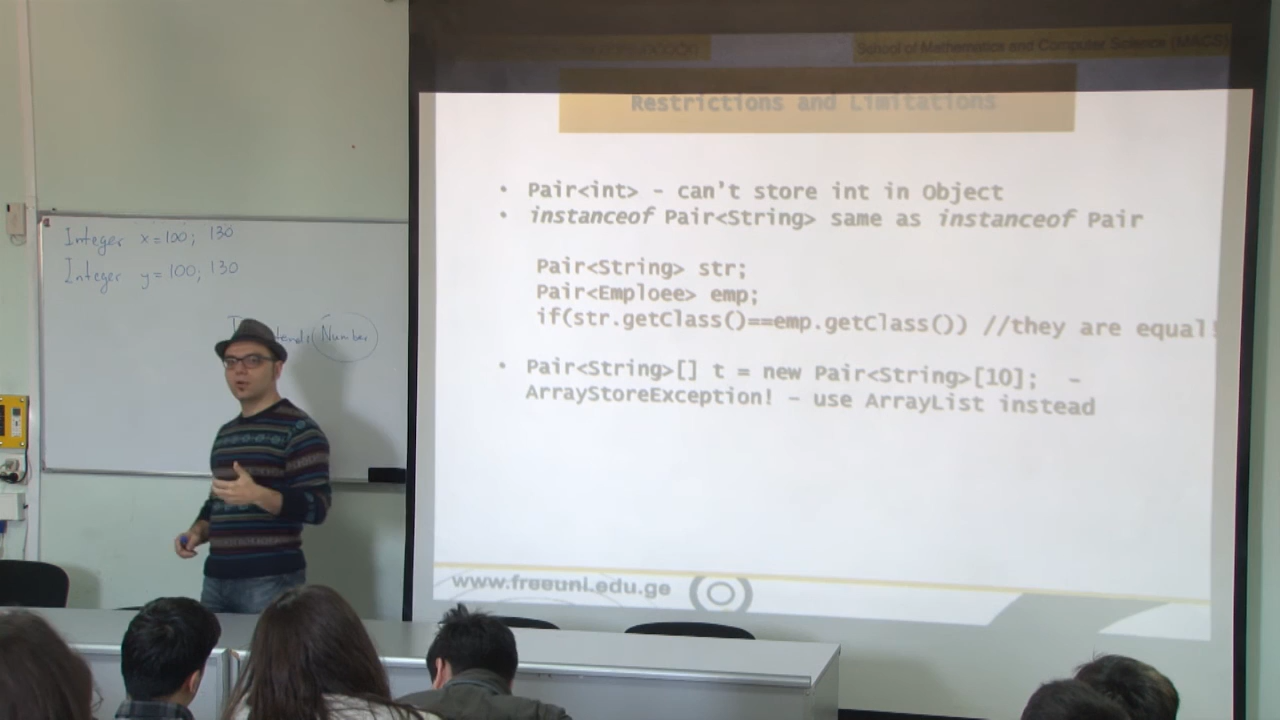 School of Mathematics and Computer Science (MACS)
Restrictions and Limitations
• Pair<int> – can't store int in Object
• instanceof Pair<String> same as instanceof Pair
Pair<String> str;
Pair<Emploee> emp;
if(str.getClass()==emp.getClass()) //they are equal!
• Pair<String>[] t = new Pair<String>[10]; –
ArrayStoreException! – use ArrayList instead
www.freeuni.edu.ge
Integer x=100; 130
Integer y=100; 130
Number